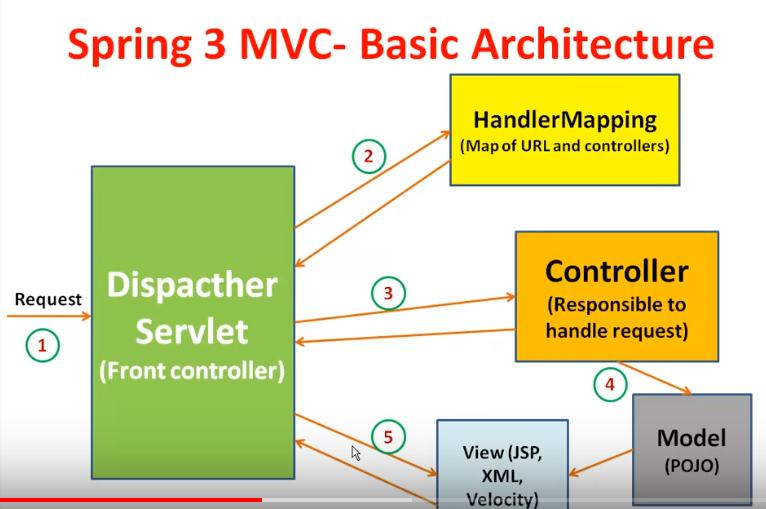 Spring 3 MVC- Basic Architecture
HandlerMapping
(Map of URL and controllers)
2
Dispacther
Servlet
(Front controller)
Request
1
3
Controller
(Responsible to
handle request)
4
Model
(POJO)
5
View (JSP,
XML,
Velocity)